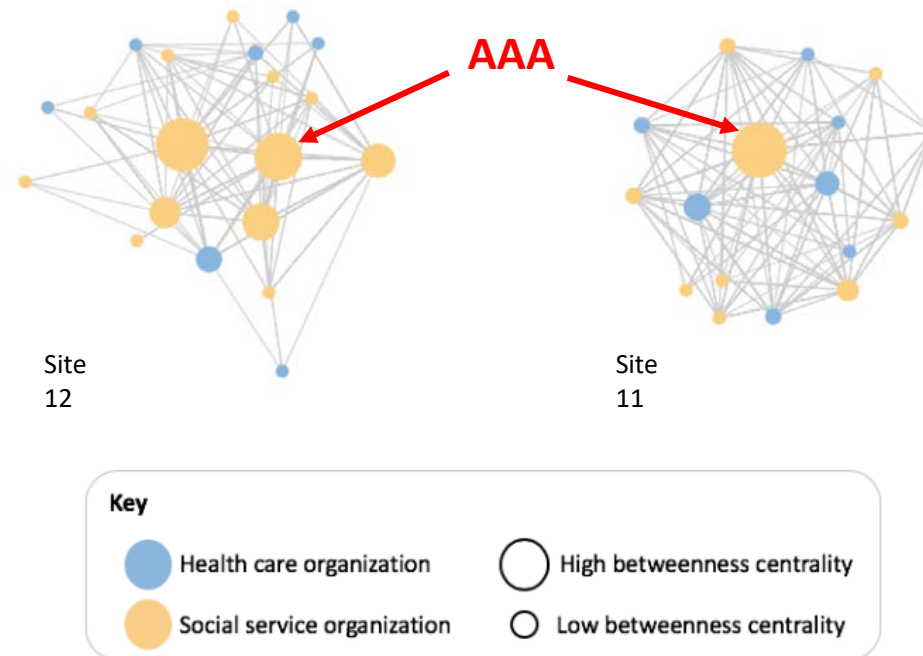 AAA
Site
12
Site
11
Key
Health care organization
High betweenness centrality
Social service organization
Low betweenness centrality